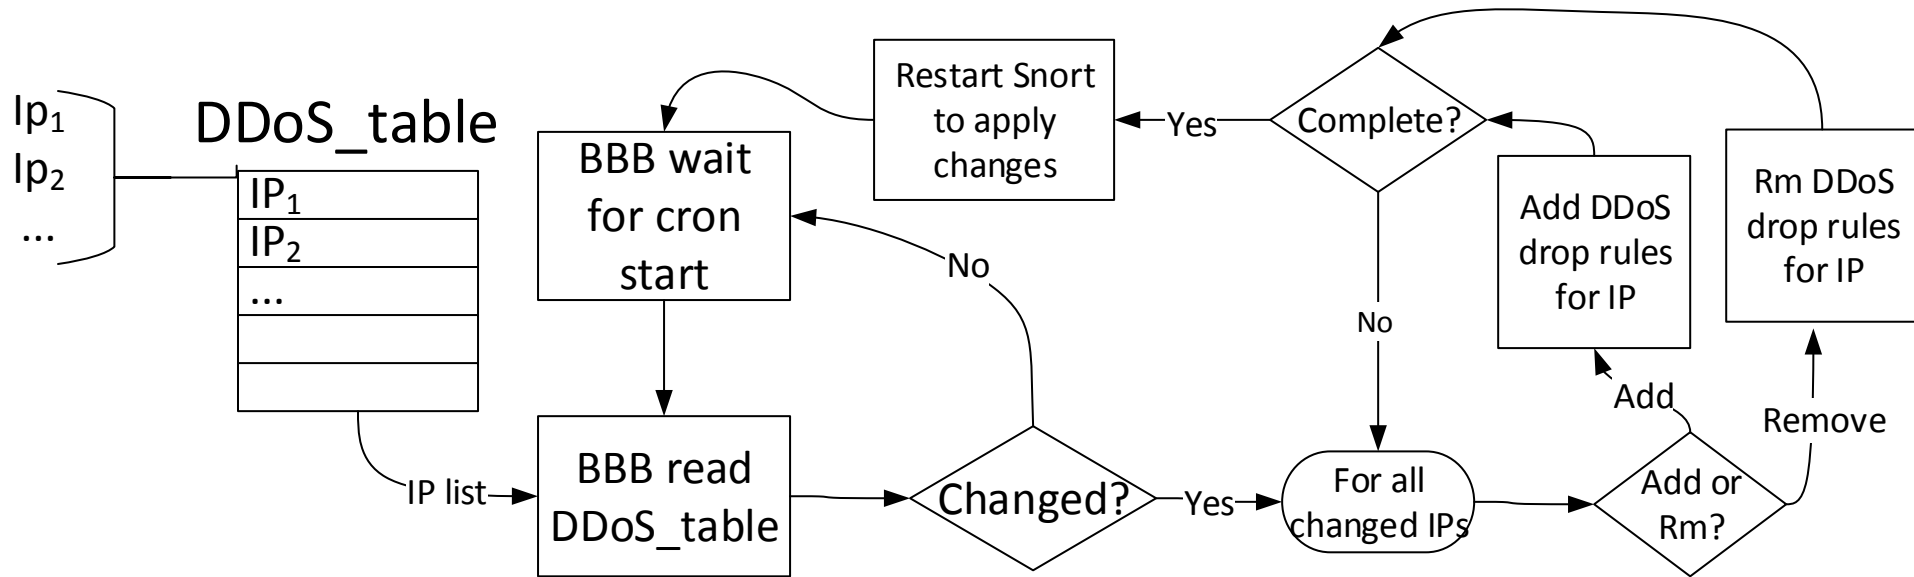 Ip₁
Ip₂
...
DDoS_table
IP₁
IP₂
...
IP list
BBB wait
for cron
start
BBB read
DDoS_table
Changed?
No
Yes
Restart Snort
to apply
changes
Yes
Complete?
No
For all
changed IPs
Add or
Rm?
Add
Remove
Add DDoS
drop rules
for IP
Rm DDoS
drop rules
for IP